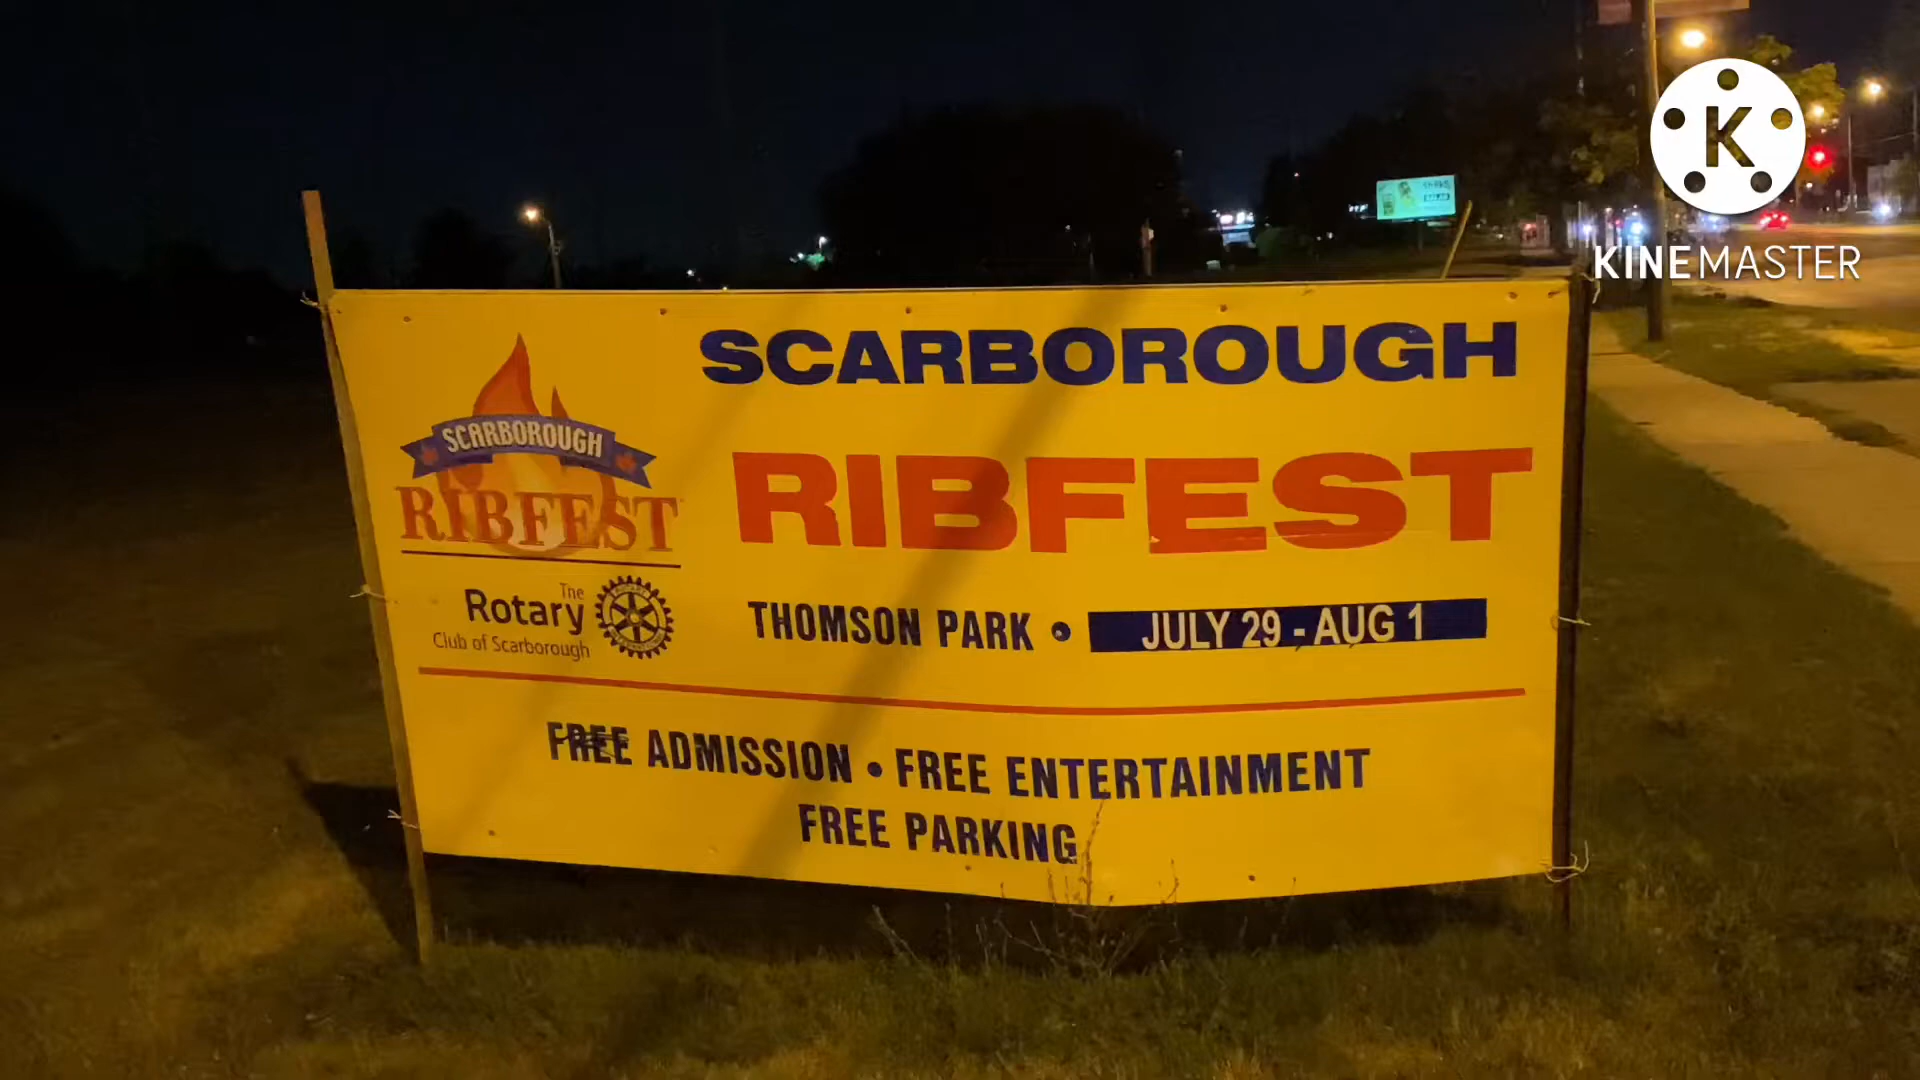 SCARBOROUGH
RIBFEST
SCARBOROUGH
RIBFEST
The
Rotary
Club of Scarborough
THOMSON PARK • JULY 29 - AUG 1
FREE ADMISSION • FREE ENTERTAINMENT
FREE PARKING
K
KINEMASTER